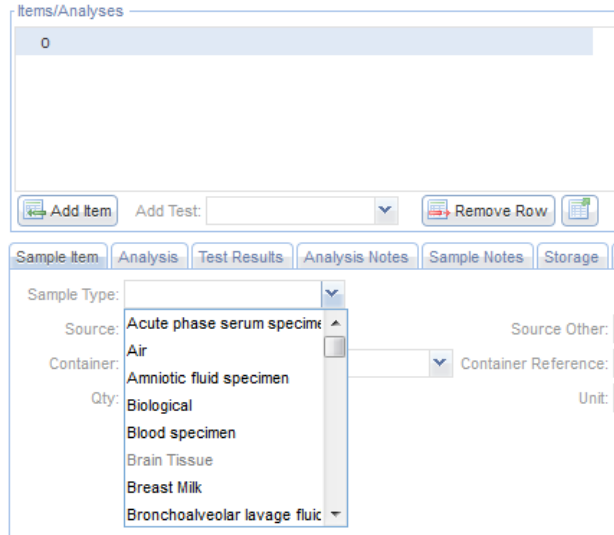 Items/Analyses
0
Add Item Add Test: Remove Row
Sample Item Analysis Test Results Analysis Notes Sample Notes Storage
Sample Type:
Source: Source Other:
Container: Container Reference:
Qty: Unit:
Acute phase serum specime
Air
Amniotic fluid specimen
Biological
Blood specimen
Brain Tissue
Breast Milk
Bronchoalveolar lavage fluic